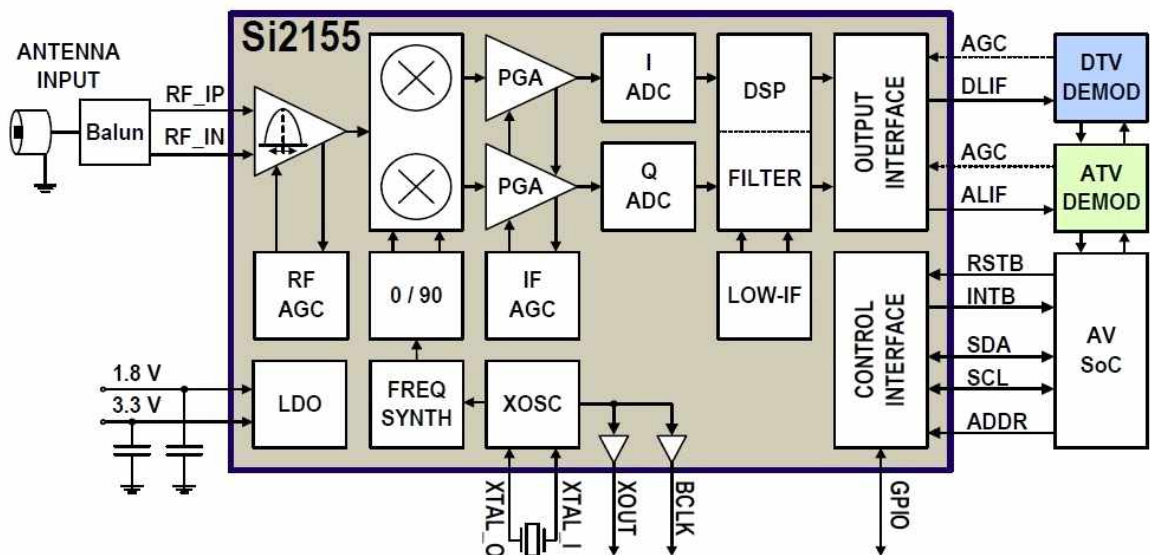 Si2155
ANTENNA
INPUT
Balun
RF_IP
RF_IN
PGA
PGA
I
ADC
Q
ADC
DSP
FILTER
OUTPUT
INTERFACE
AGC
DLIF
AGC
ALIF
DTV
DEMOD
ATV
DEMOD
RF
AGC
0 / 90
IF
AGC
LOW-IF
CONTROL
INTERFACE
RSTB
INTB
SDA
SCL
ADDR
AV
SoC
1.8 V
3.3 V
LDO
FREQ
SYNTH
XOSC
XTAL_O
XTAL_I
XOUT
BCLK
GPIO